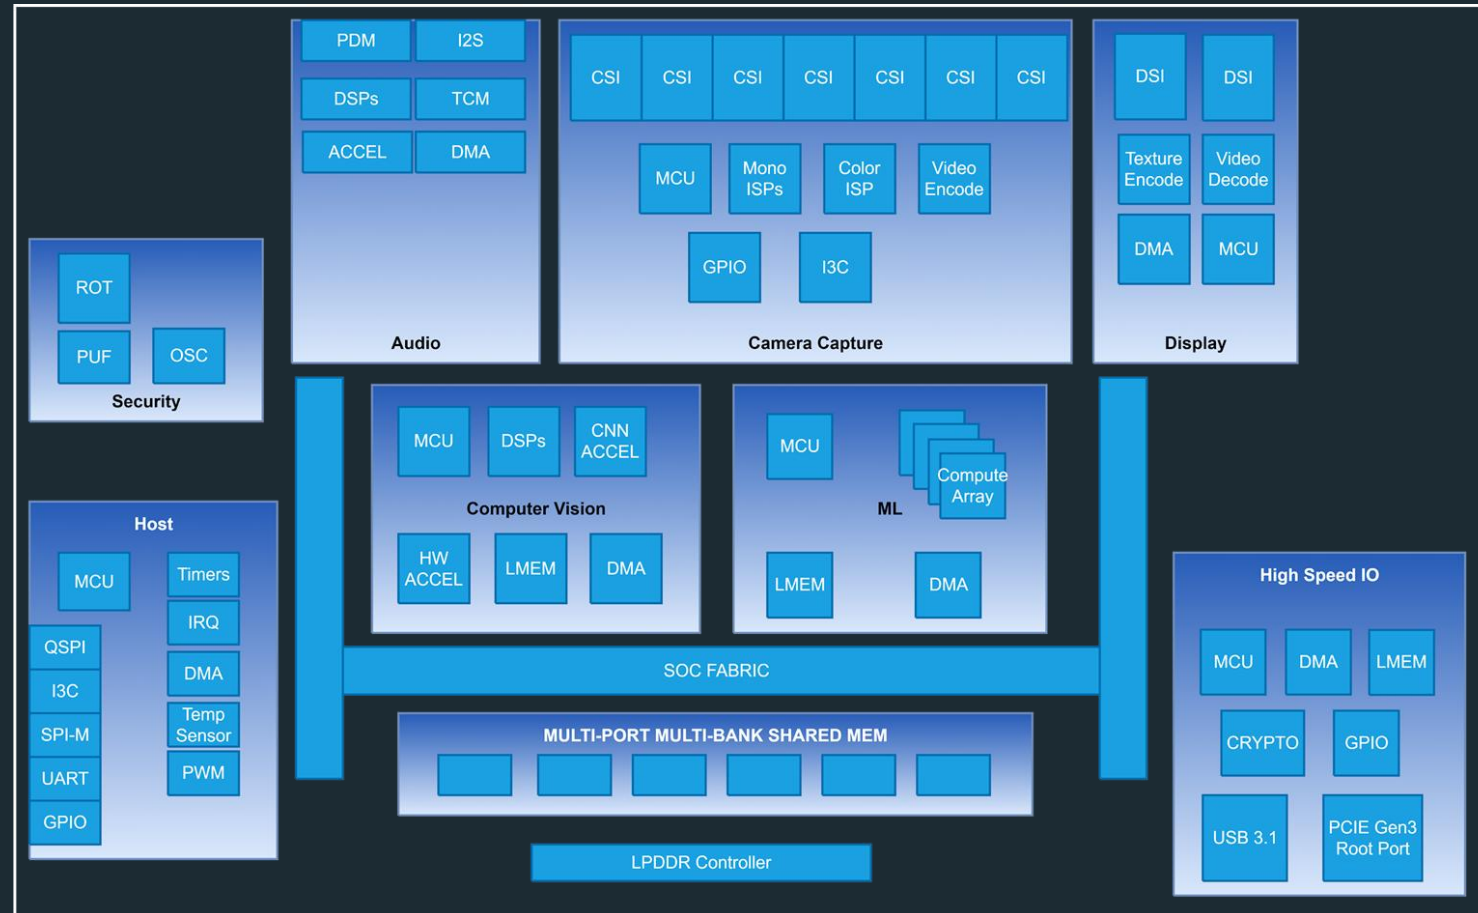 PDM
I2S
DSPs
TCM
ACCEL
DMA
Audio
CSI
CSI
CSI
CSI
CSI
CSI
CSI
MCU
Mono
ISPs
Color
ISP
Video
Encode
GPIO
I3C
Camera Capture
DSI
DSI
Texture
Encode
Video
Decode
DMA
MCU
Display
ROT
PUF
OSC
Security
MCU
DSPs
CNN
ACCEL
Computer Vision
HW
ACCEL
LMEM
DMA
MCU
Compute
Array
ML
LMEM
DMA
Host
MCU
Timers
IRQ
DMA
Temp
Sensor
PWM
QSPI
I3C
SPI-M
UART
GPIO
SOC FABRIC
MULTI-PORT MULTI-BANK SHARED MEM
LPDDR Controller
High Speed IO
MCU
DMA
LMEM
CRYPTO
GPIO
USB 3.1
PCIE Gen3
Root Port